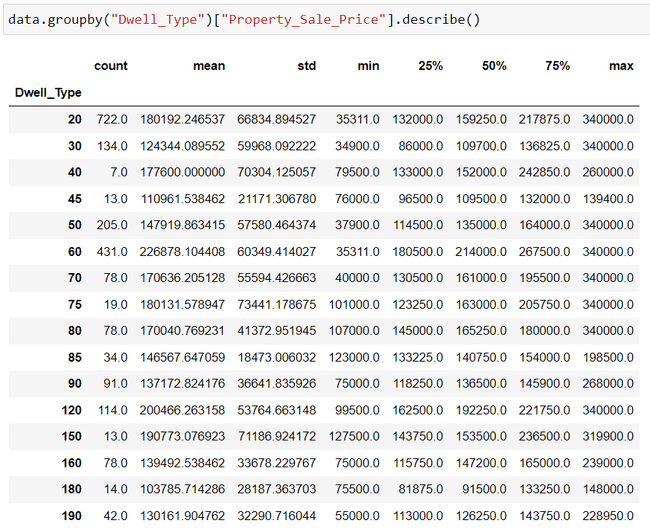 data.groupby("Dwell_Type")["Property_Sale_Price"].describe()
count mean std min 25% 50% 75% max
Dwell_Type
20 722.0 180192.246537 66834.894527 35311.0 132000.0 159250.0 217875.0 340000.0
30 134.0 124344.089552 59968.092222 34900.0 86000.0 109700.0 136825.0 340000.0
40 7.0 177600.000000 70304.125057 79500.0 133000.0 152000.0 242850.0 260000.0
45 13.0 110961.538462 21171.306780 76000.0 96500.0 109500.0 132000.0 139400.0
50 205.0 147919.863415 57580.464374 37900.0 114500.0 135000.0 164000.0 340000.0
60 431.0 226878.104408 60349.414027 35311.0 180500.0 214000.0 267500.0 340000.0
70 78.0 170636.205128 55594.426663 40000.0 130500.0 161000.0 195500.0 340000.0
75 19.0 180131.578947 73441.178675 101000.0 123250.0 163000.0 205750.0 340000.0
80 78.0 170040.769231 41372.951945 107000.0 145000.0 165250.0 180000.0 340000.0
85 34.0 146567.647059 18473.006032 123000.0 133225.0 140750.0 154000.0 198500.0
90 91.0 137172.824176 36641.835926 75000.0 118250.0 136500.0 145900.0 268000.0
120 114.0 200466.263158 53764.663148 99500.0 162500.0 192250.0 221750.0 340000.0
150 13.0 190773.076923 71186.924172 127500.0 143750.0 153500.0 236500.0 319900.0
160 78.0 139492.538462 33678.229767 75000.0 115750.0 147200.0 165000.0 239000.0
180 14.0 103785.714286 28187.363703 75500.0 81875.0 91500.0 133250.0 148000.0
190 42.0 130161.904762 32290.716044 55000.0 113000.0 126250.0 143750.0 228950.0